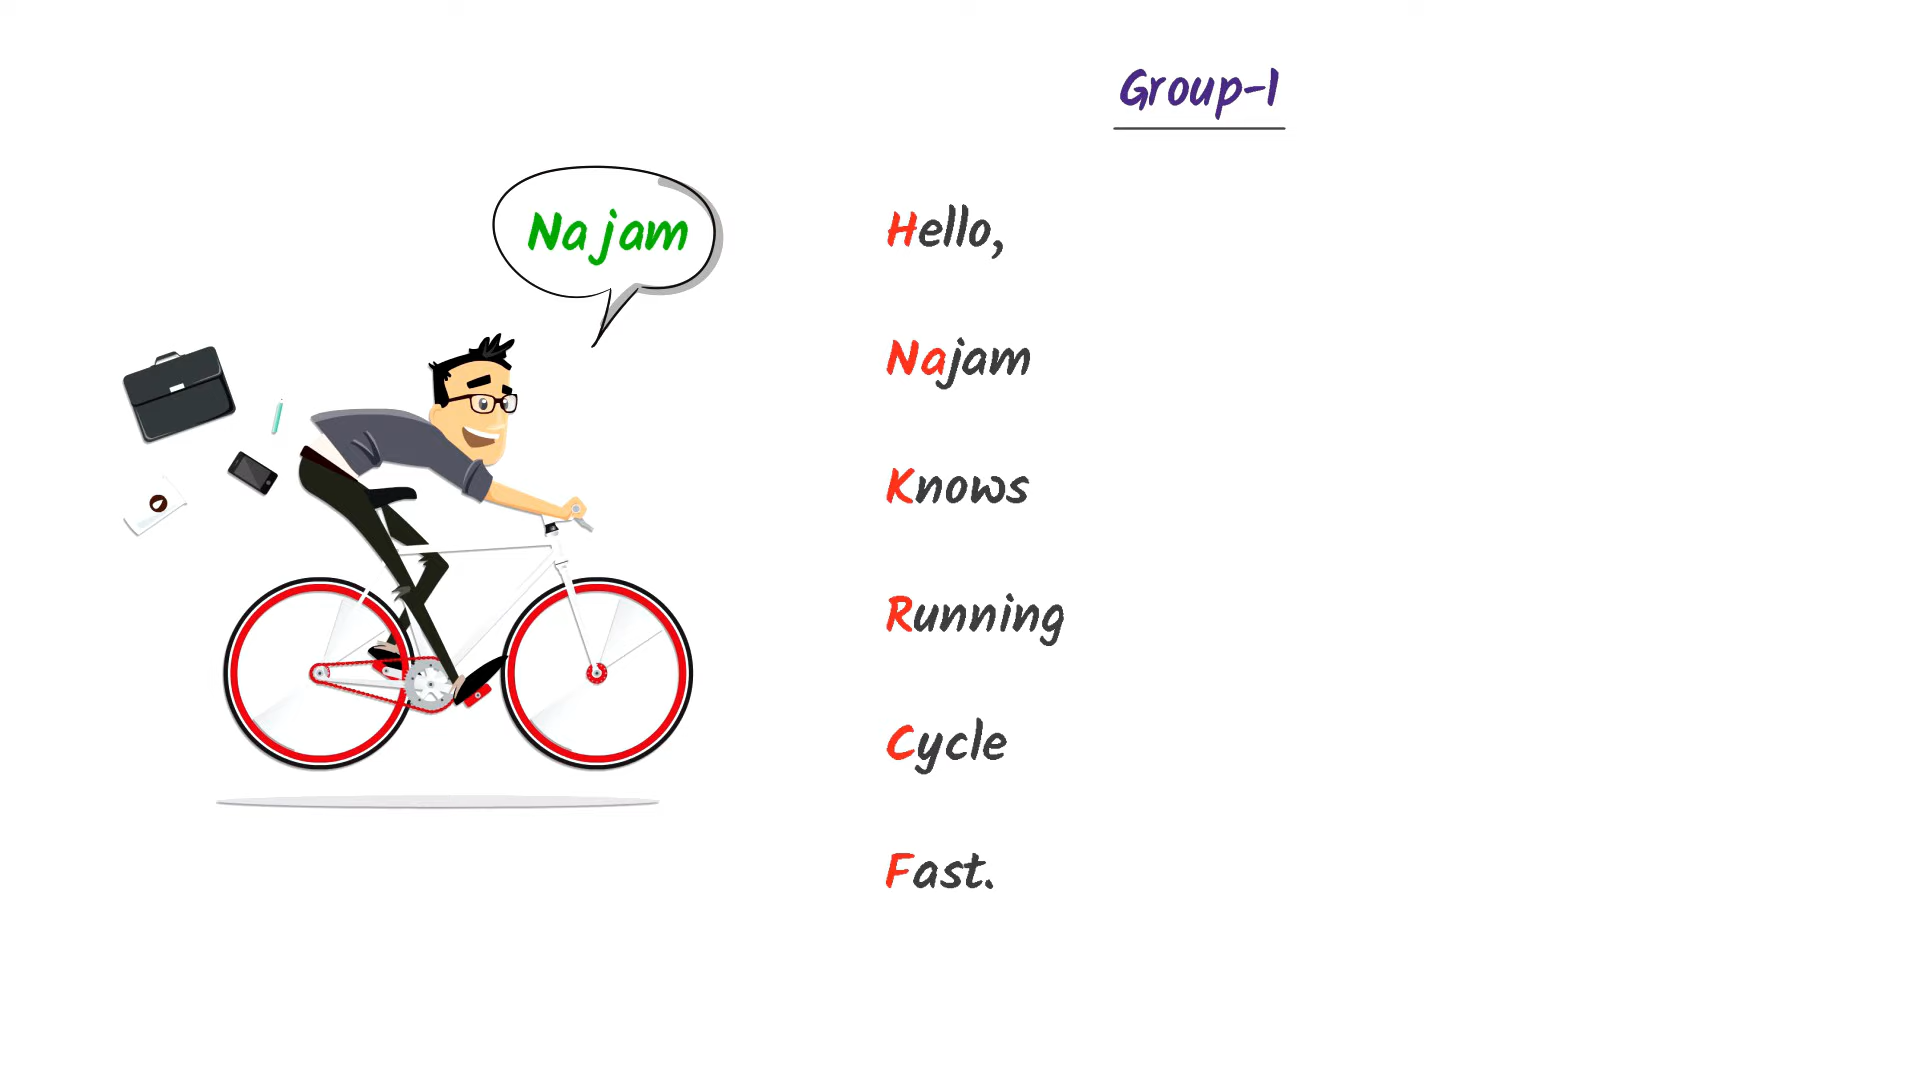 Group-1
Najam
Hello,
Najam
Knows
Running
Cycle
Fast.